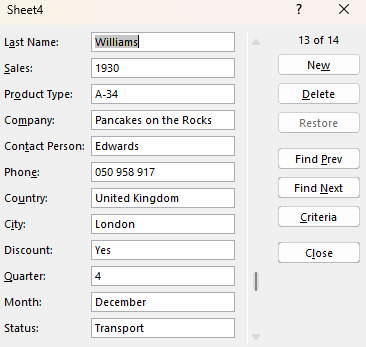 Sheet4
? ×
Last Name: Williams
Sales: 1930
Product Type: A-34
Company: Pancakes on the Rocks
Contact Person: Edwards
Phone: 050 958 917
Country: United Kingdom
City: London
Discount: Yes
Quarter: 4
Month: December
Status: Transport
13 of 14
New
Delete
Restore
Find Prev
Find Next
Criteria
Close